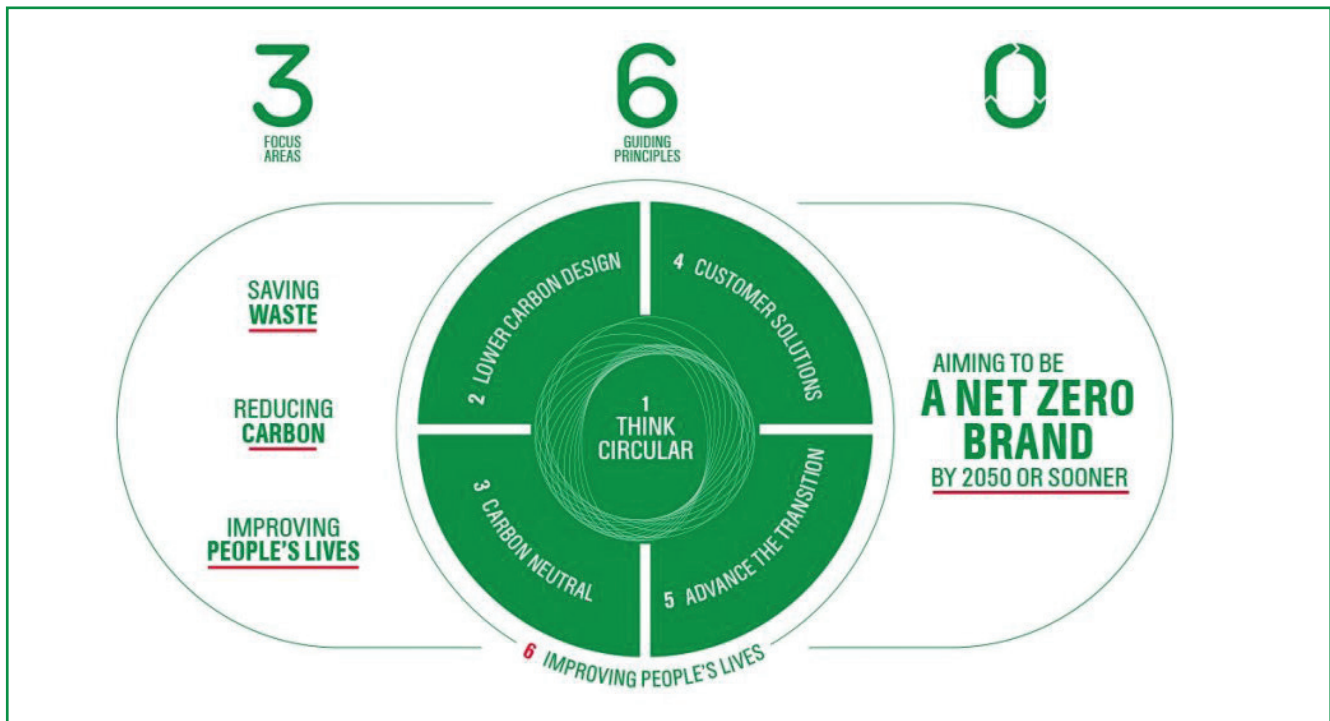 3
FOCUS
AREAS
6
GUIDING
PRINCIPLES
0
SAVING
WASTE
REDUCING
CARBON
IMPROVING
PEOPLE'S LIVES
1
THINK
CIRCULAR
2 LOWER CARBON DESIGN
3 CARBON NEUTRAL
4 CUSTOMER SOLUTIONS
5 ADVANCE THE TRANSITION
6 IMPROVING PEOPLE'S LIVES
AIMING TO BE
A NET ZERO
BRAND
BY 2050 OR SOONER